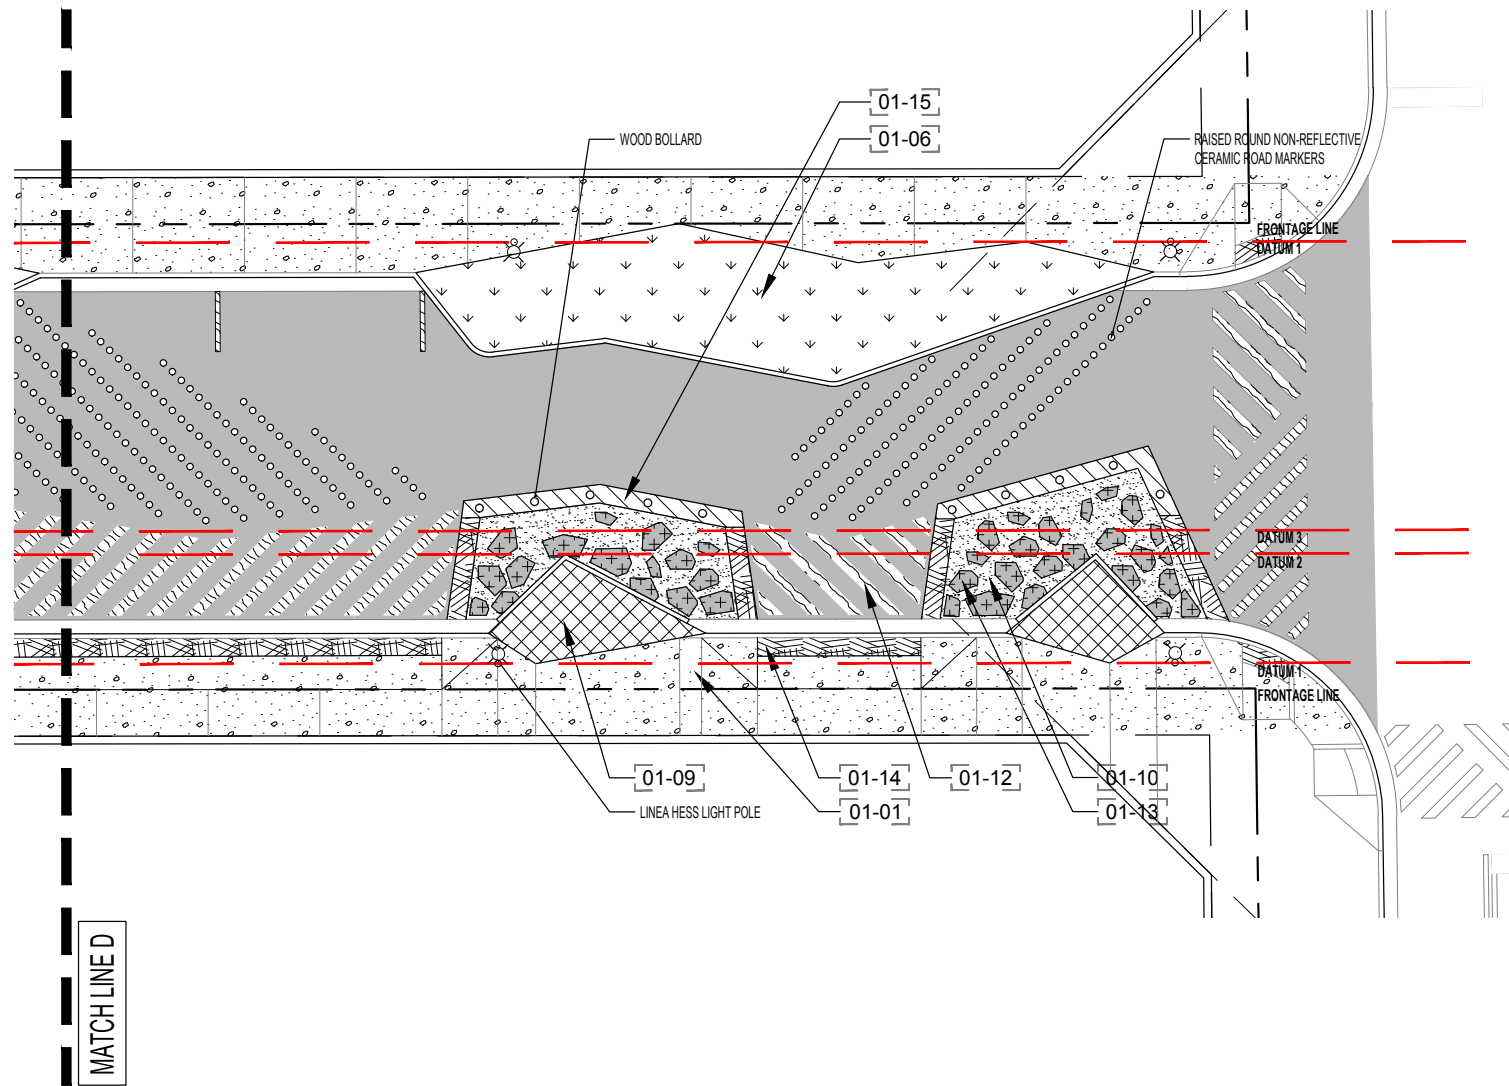 01-15
WOOD BOLLARD
01-06
RAISED ROUND NON-REFLECTIVE
CERAMIC ROAD MARKERS
FRONTAGE LINE
DATUM 1
DATUM 3
DATUM 2
DATUM 1
FRONTAGE LINE
01-09
01-14
01-12
01-10
LINEA HESS LIGHT POLE
01-01
01-13
MATCH LINE D